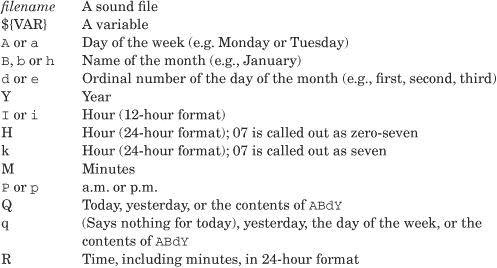 filename A sound file
${VAR} A variable
A or a Day of the week (e.g. Monday or Tuesday)
B, b or h Name of the month (e.g., January)
d or e Ordinal number of the day of the month (e.g., first, second, third)
Y Year
I or i Hour (12-hour format)
H Hour (24-hour format); 07 is called out as zero-seven
k Hour (24-hour format); 07 is called out as seven
M Minutes
P or p a.m. or p.m.
Q Today, yesterday, or the contents of ABdY
q (Says nothing for today), yesterday, the day of the week, or the
contents of ABdY
R Time, including minutes, in 24-hour format